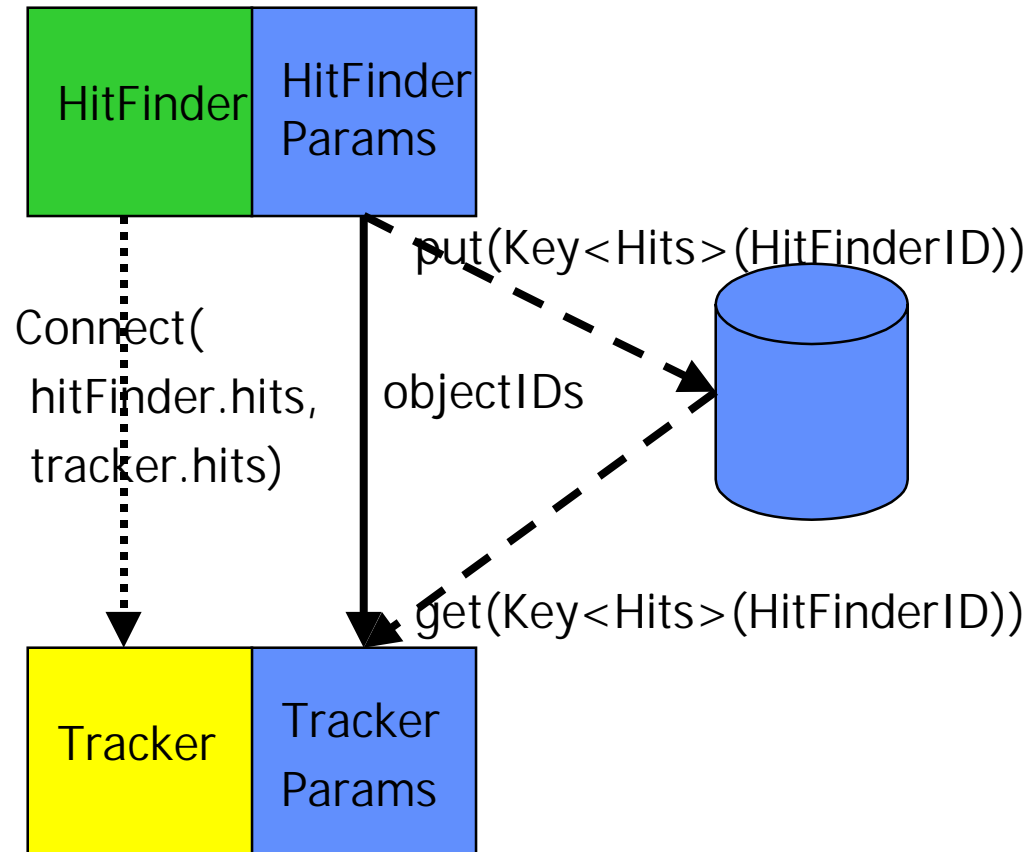 HitFinder
HitFinder
Params
put(Key<Hits>(HitFinderID))
Connect(
hitFinder.hits,
tracker.hits)
objectIDs
get(Key<Hits>(HitFinderID))
Tracker
Tracker
Params